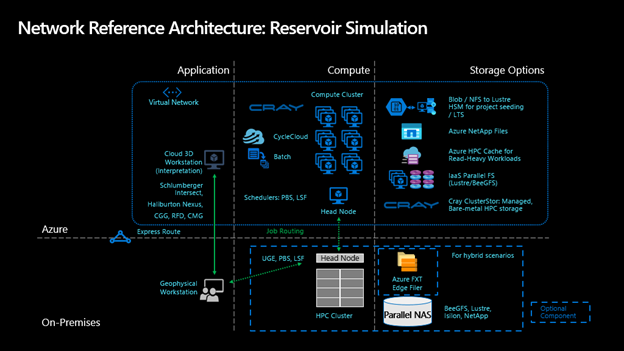 Network Reference Architecture: Reservoir Simulation
Application
Compute
Storage Options
Virtual Network
Cloud 3D
Workstation
(Interpretation)
Schlumberger
Intersect,
Haliburton Nexus,
CGG, RFD, CMG
Compute Cluster
CRAY
CycleCloud
Batch
Schedulers: PBS, LSF
Head Node
Blob / NFS to Lustre
HSM for project seeding
/ LTS
Azure NetApp Files
Azure HPC Cache for
Read-Heavy Workloads
IaaS Parallel FS
(Lustre/BeeGFS)
CRAY
Cray ClusterStor: Managed,
Bare-metal HPC storage
Azure
Express Route
Job Routing
Geophysical
Workstation
UGE, PBS, LSF
Head Node
HPC Cluster
For hybrid scenarios
Azure FXT
Edge Filer
Parallel NAS
BeeGFS, Lustre,
Isilon, NetApp
Optional
Component
On-Premises